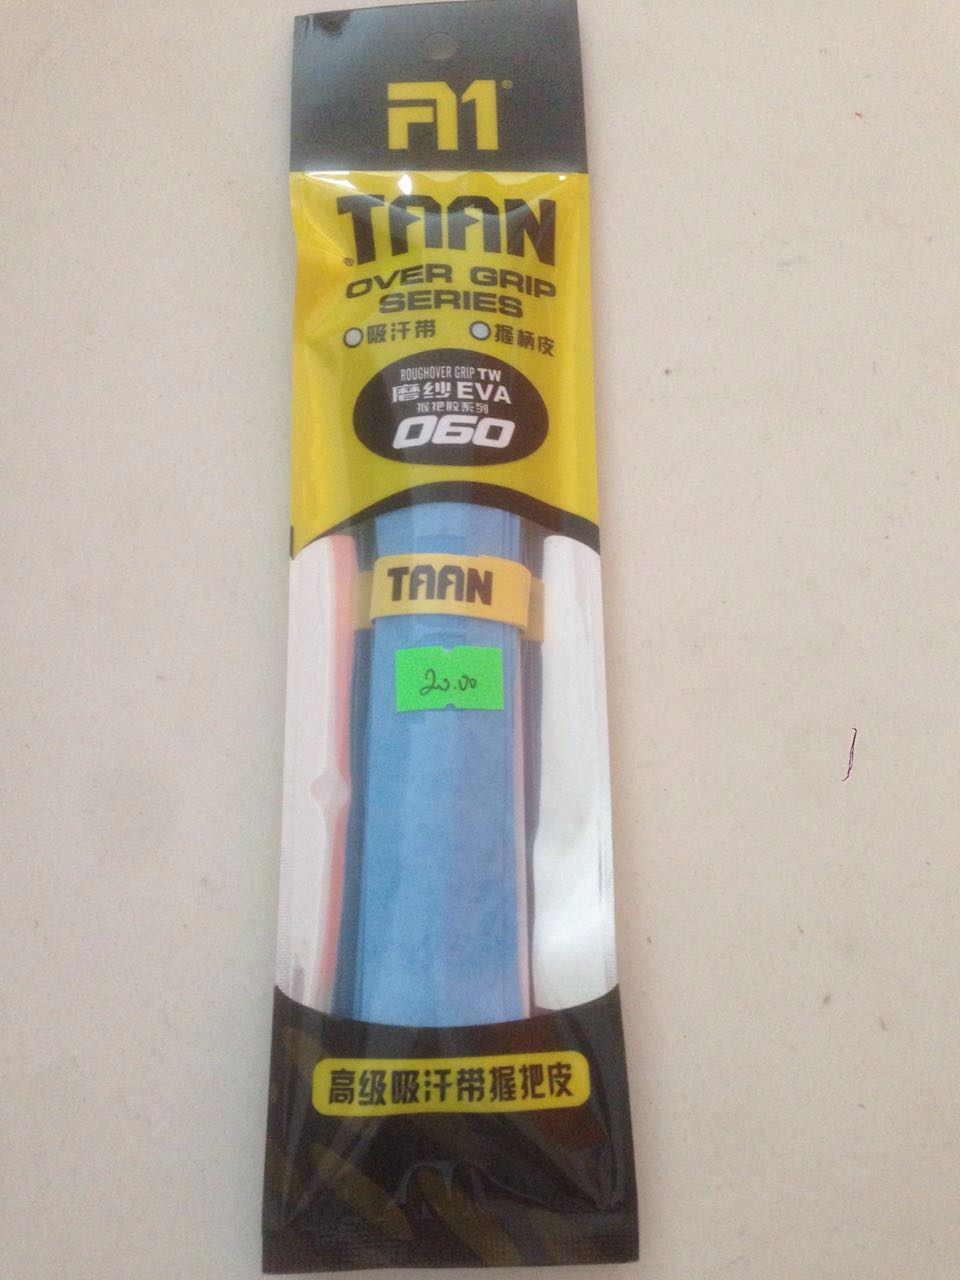 TAAN
OVER GRIP
SERIES
吸汗带 握柄皮
ROUGHOVER GRIP TW
磨纱EVA
握把胶系列
060
TAAN
20.00
高级吸汗带握把皮